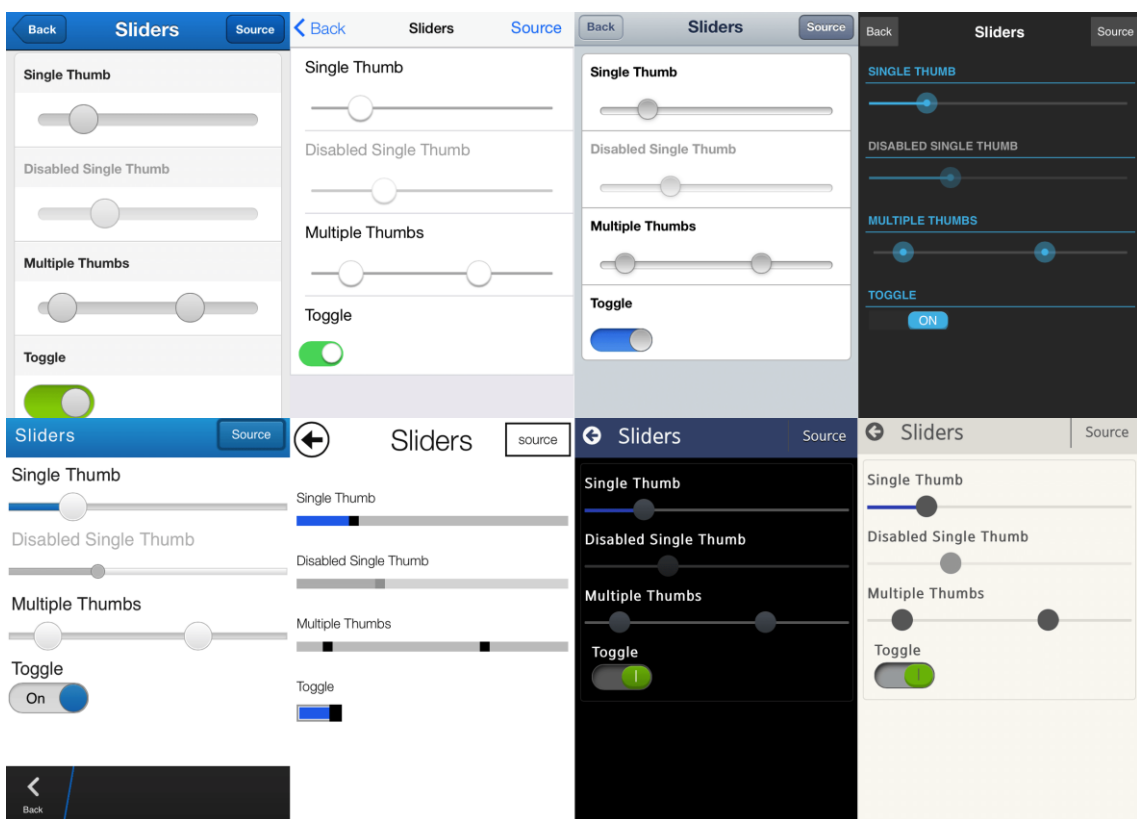 Back Sliders Source
Single Thumb
Disabled Single Thumb
Multiple Thumbs
Toggle
Back Sliders Source
Single Thumb
Disabled Single Thumb
Multiple Thumbs
Toggle
Back Sliders Source
Single Thumb
Disabled Single Thumb
Multiple Thumbs
Toggle
Back Sliders Source
SINGLE THUMB
DISABLED SINGLE THUMB
MULTIPLE THUMBS
TOGGLE
ON
Sliders Source
Single Thumb
Disabled Single Thumb
Multiple Thumbs
Toggle
On
Back
Sliders source
Single Thumb
Disabled Single Thumb
Multiple Thumbs
Toggle
Sliders Source
Single Thumb
Disabled Single Thumb
Multiple Thumbs
Toggle
Sliders Source
Single Thumb
Disabled Single Thumb
Multiple Thumbs
Toggle